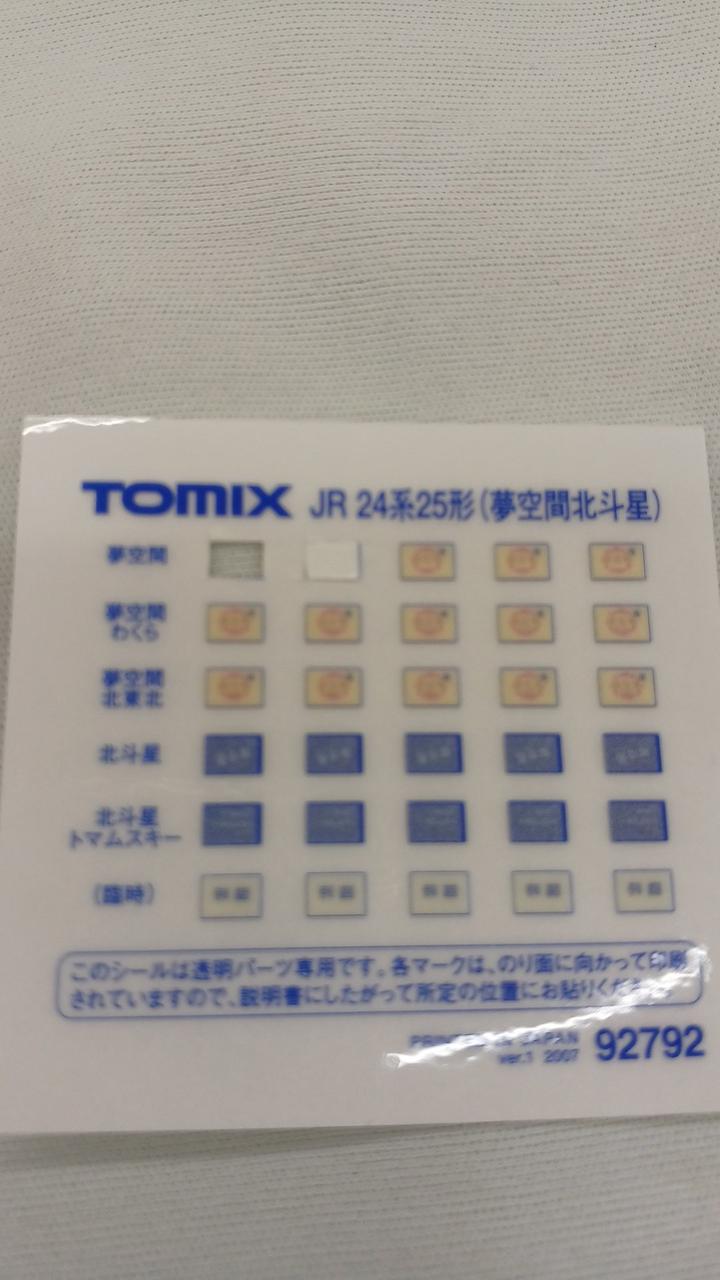 TOMIX JR 24系25形(夢空間北斗星)
夢空間
夢空間
わくら
夢空間
北東北
北斗星
北斗星
トマムスキー
(臨時)
このシールは透明パーツ専用です。各マークは、のり面に向かって印刷
されていますので、説明書にしたがって所定の位置にお貼りください。
PRINTED IN JAPAN
ver.1 2007 92792